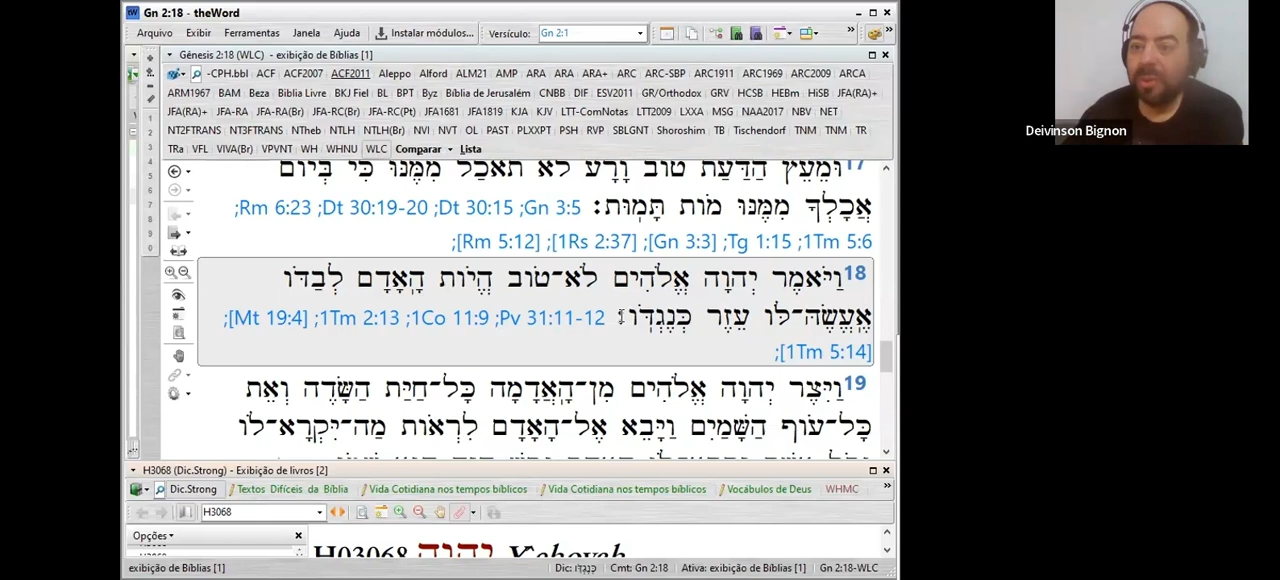 Gn 2:18 - theWord
Arquivo Exibir Ferramentas Janela Ajuda Instalar módulos... Versículo: Gn 2:1
Gênesis 2:18 (WLC) - exibição de Bíblias [1]
-CPH.bbl ACF ACF2007 ACF2011 Aleppo Alford ALM21 AMP ARA ARA ARA+ ARC ARC-SBP ARC1911 ARC1969 ARC2009 ARCA
ARM1967 BAM Beza Bíblia Livre BKJ Fiel BL BPT Byz Bíblia de Jerusalém CNBB DIF ESV2011 GR/Orthodox GRV HCSB HEBm HiSB JFA(RA)+
JFA(RA)+ JFA-RA JFA-RA(Br) JFA-RC(Br) JFA-RC(Pt) JFA1681 JFA1819 KJA KJV LTT-ComNotas LTT2009 LXXA MSG NAA2017 NBV NET
NT2FTRANS NT3FTRANS NTheb NTLH NTLH(Br) NVI NVT OL PAST PLXXPT PSH RVP SBLGNT Shoroshim TB Tischendorf TNM TNM TR
TRa VFL VIVA(Br) VPVNT WH WHNU WLC Comparar Lista
17 וּמֵעֵץ הַדַּעַת טוֹב וָרָע לֹא תֹאכַל מִמֶּנּוּ כִּי בְּיוֹם
אֲכָלְךָ מִמֶּנּוּ מוֹת תָּמוּת׃ Gn 3:5; Dt 30:15; Dt 30:19-20; Rm 6:23;
1Tm 5:6; Tg 1:15; [Gn 3:3]; [1Rs 2:37]; [Rm 5:12];
18 וַיֹּאמֶר יְהוָה אֱלֹהִים לֹא־טוֹב הֱיוֹת הָאָדָם לְבַדּוֹ
אֶעֱשֶׂהּ־לּוֹ עֵזֶר כְּנֶגְדּוֹ׃ Pv 31:11-12; 1Co 11:9; 1Tm 2:13; [Mt 19:4];
[1Tm 5:14];
19 וַיִּצֶר יְהוָה אֱלֹהִים מִן־הָאֲדָמָה כָּל־חַיַּת הַשָּׂדֶה וְאֵת
כָּל־עוֹף הַשָּׁמַיִם וַיָּבֵא אֶל־הָאָדָם לִרְאוֹת מַה־יִּקְרָא־לוֹ
H3068 (Dic.Strong) - Exibição de livros [2]
Dic.Strong Textos Difíceis da Bíblia Vida Cotidiana nos tempos bíblicos Vida Cotidiana nos tempos bíblicos Vocábulos de Deus WHMC
H3068
Opções
H03068 יהוה Yehovah
exibição de Bíblias [1] Dic: כְּנֶגְדּוֹ Cmt: Gn 2:18 Ativa: exibição de Bíblias [1] Gn 2:18-WLC
Deivinson Bignon